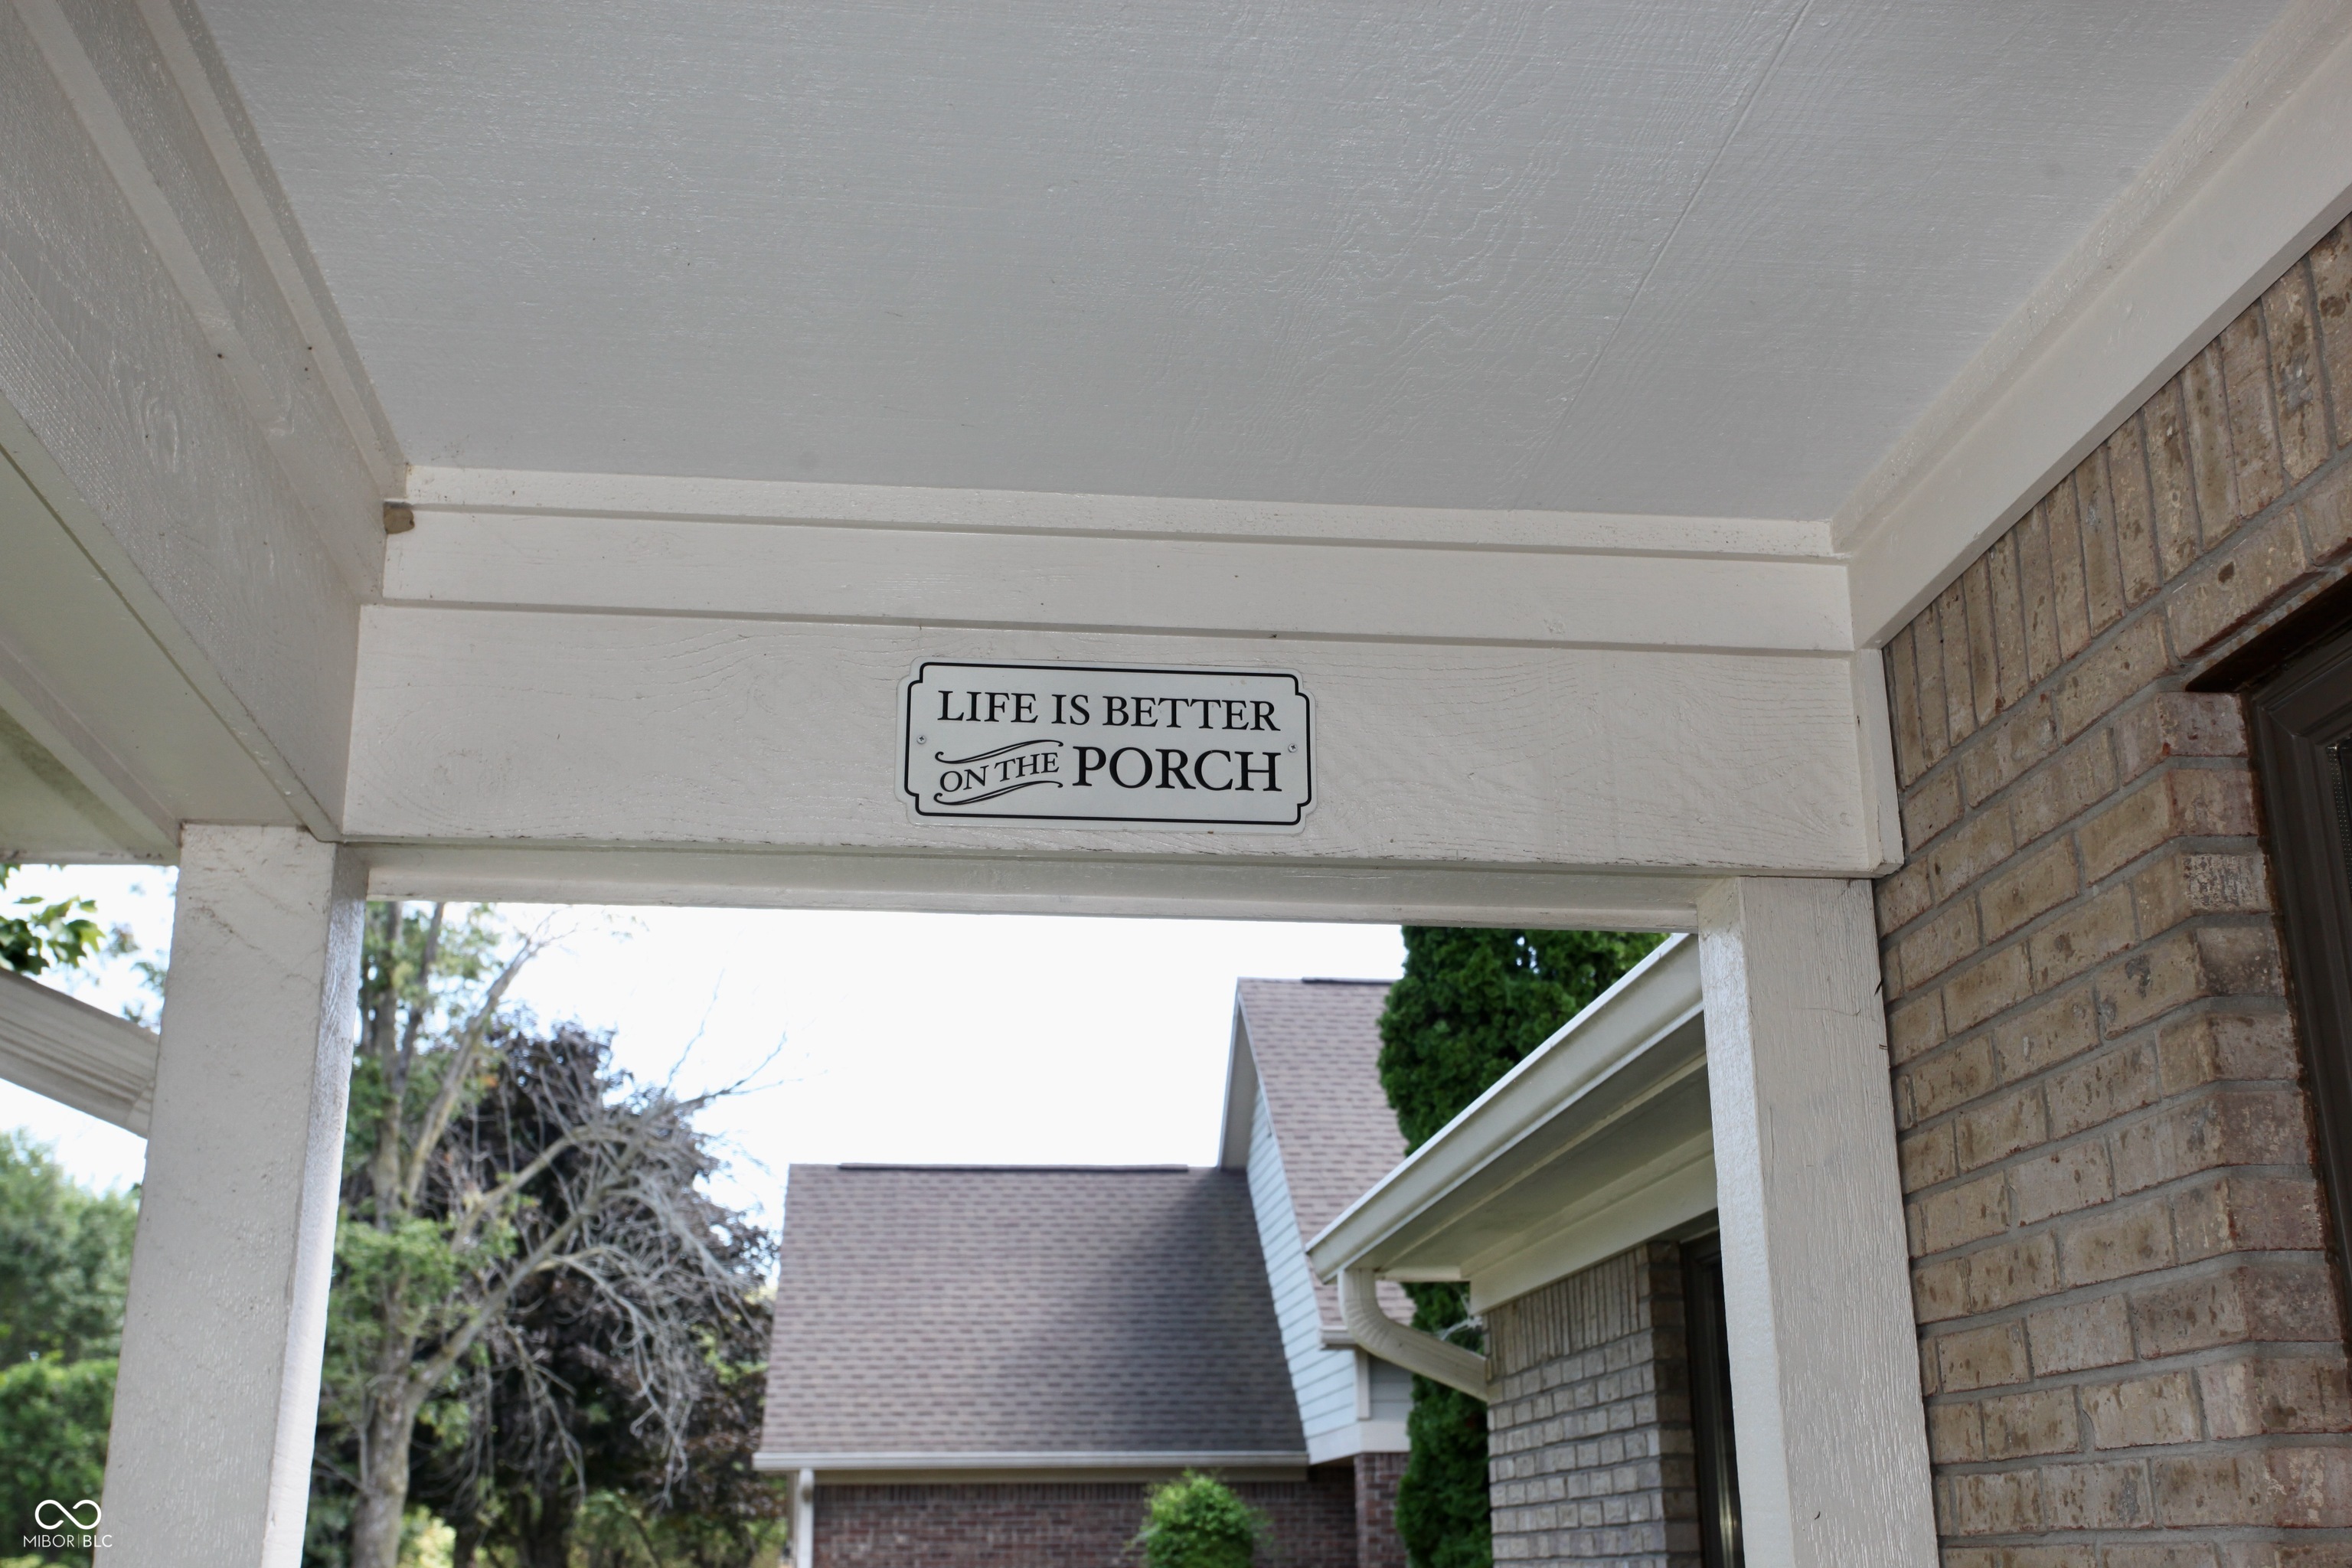 LIFE IS BETTER
ON THE PORCH
MIBOR|BLC